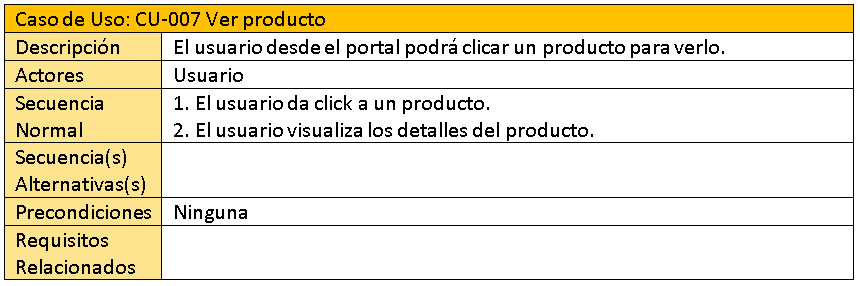 Caso de Uso: CU-007 Ver producto
Descripción El usuario desde el portal podrá clicar un producto para verlo.
Actores Usuario
Secuencia 1. El usuario da click a un producto.
Normal 2. El usuario visualiza los detalles del producto.
Secuencia(s)
Alternativas(s)
Precondiciones Ninguna
Requisitos
Relacionados